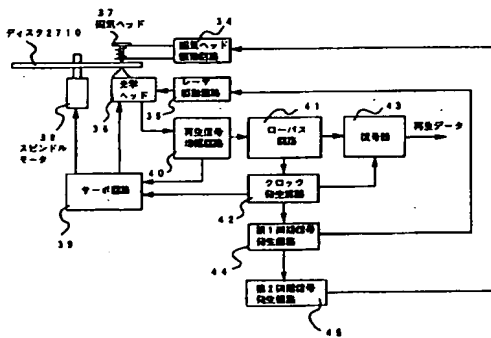 37 磁気ヘッド
34
ディスク2710
磁気ヘッド
駆動回路
光学
ヘッド
レーザ
駆動回路
35
36
41
43
38
スピンドル
モータ
再生信号
増幅回路
ローパス
回路
復号器
再生データ
40
サーボ回路
39
クロック
発生回路
42
第1同期信号
発生回路
44
第2同期信号
発生回路
45